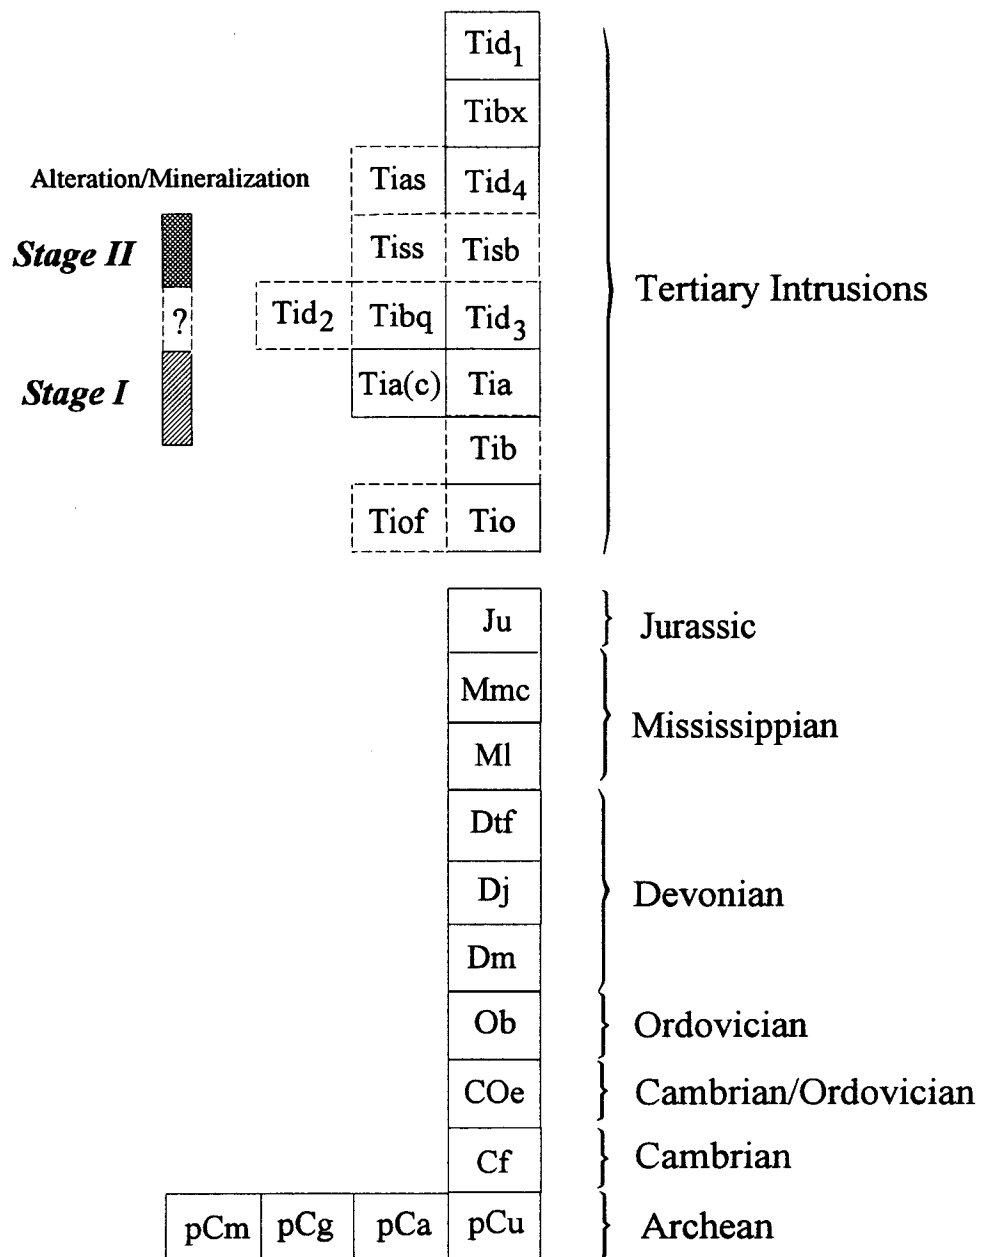 Tid1
Tibx
Alteration/Mineralization Tias Tid4
Stage II Tiss Tisb
Tertiary Intrusions
? Tid2 Tibq Tid3
Stage I Tia(c) Tia
Tib
Tiof Tio
Ju Jurassic
Mmc
Mississippian
Ml
Dtf
Dj Devonian
Dm
Ob Ordovician
COe Cambrian/Ordovician
Cf Cambrian
pCm pCg pCa pCu Archean